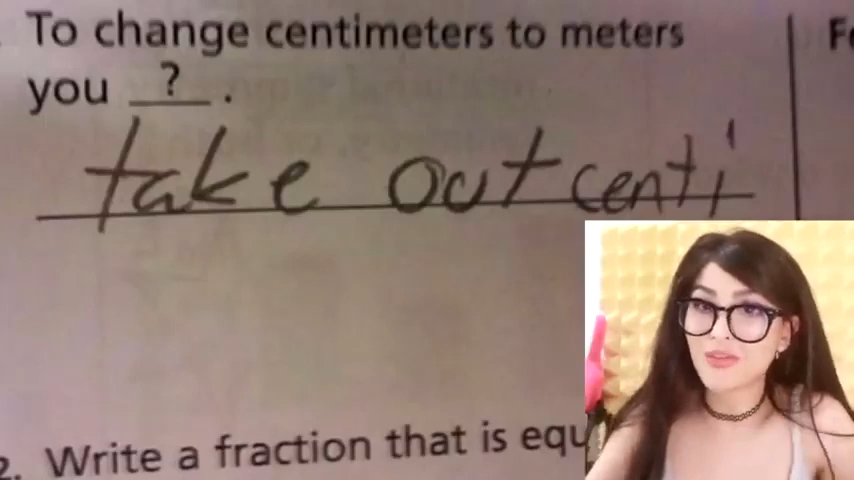 To change centimeters to meters
you ? .
take out centi
2. Write a fraction that is equ